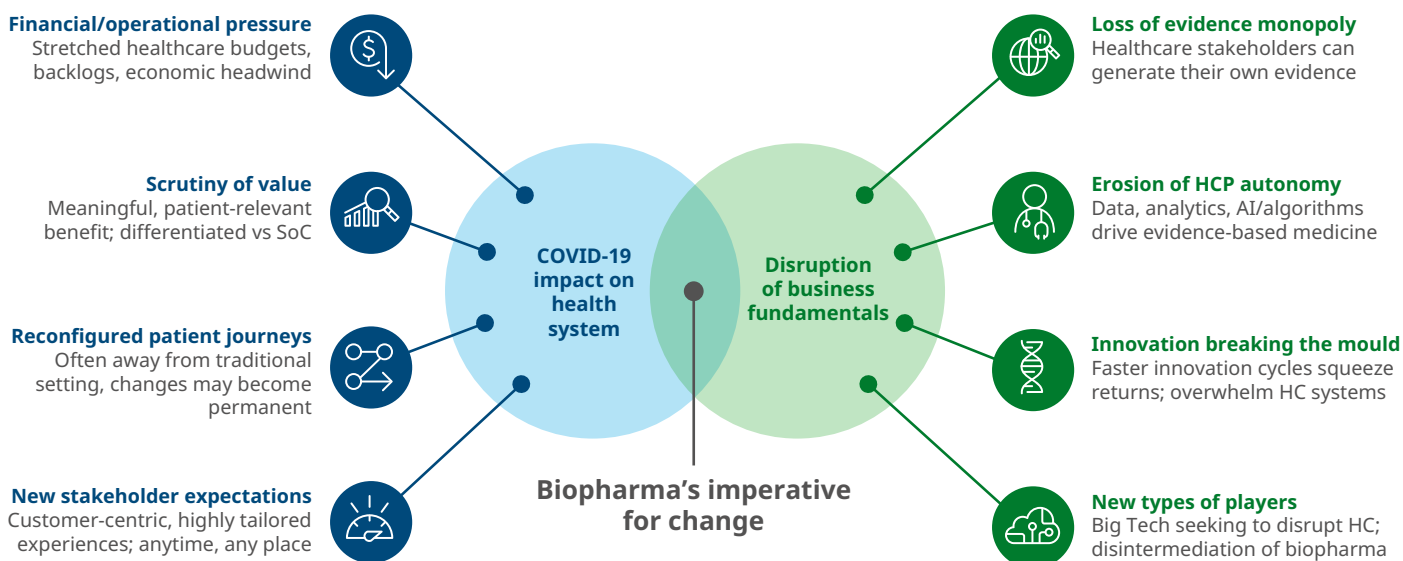 Financial/operational pressure
Stretched healthcare budgets,
backlogs, economic headwind
Scrutiny of value
Meaningful, patient-relevant
benefit; differentiated vs SoC
Reconfigured patient journeys
Often away from traditional
setting, changes may become
permanent
New stakeholder expectations
Customer-centric, highly tailored
experiences; anytime, any place
COVID-19
impact on
health
system
Disruption
of business
fundamentals
Biopharma’s imperative
for change
Loss of evidence monopoly
Healthcare stakeholders can
generate their own evidence
Erosion of HCP autonomy
Data, analytics, AI/algorithms
drive evidence-based medicine
Innovation breaking the mould
Faster innovation cycles squeeze
returns; overwhelm HC systems
New types of players
Big Tech seeking to disrupt HC;
disintermediation of biopharma